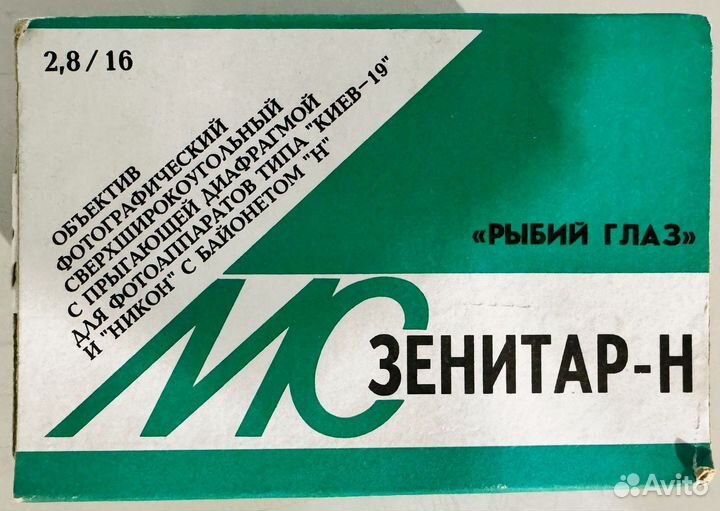 2,8 / 16
ОБЪЕКТИВ
ФОТОГРАФИЧЕСКИЙ
СВЕРХШИРОКОУГОЛЬНЫЙ
С ПРЫГАЮЩЕЙ ДИАФРАГМОЙ
ДЛЯ ФОТОАППАРАТОВ ТИПА "КИЕВ-19"
И "НИКОН" С БАЙОНЕТОМ "Н"
«РЫБИЙ ГЛАЗ»
МС ЗЕНИТАР-Н
Avito